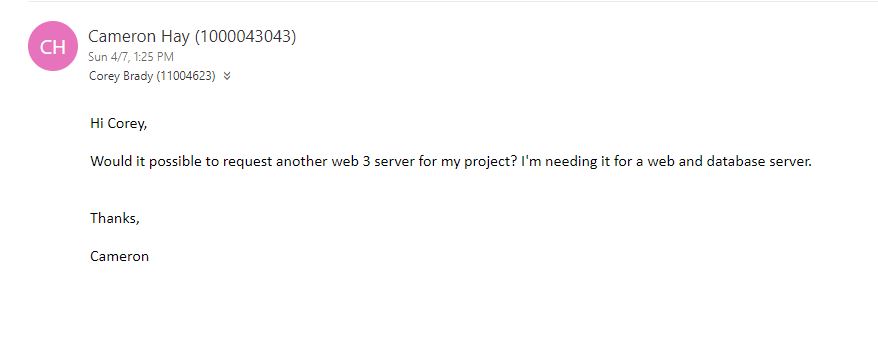 CH
Cameron Hay (1000043043)
Sun 4/7, 1:25 PM
Corey Brady (11004623)
Hi Corey,
Would it possible to request another web 3 server for my project? I'm needing it for a web and database server.
Thanks,
Cameron